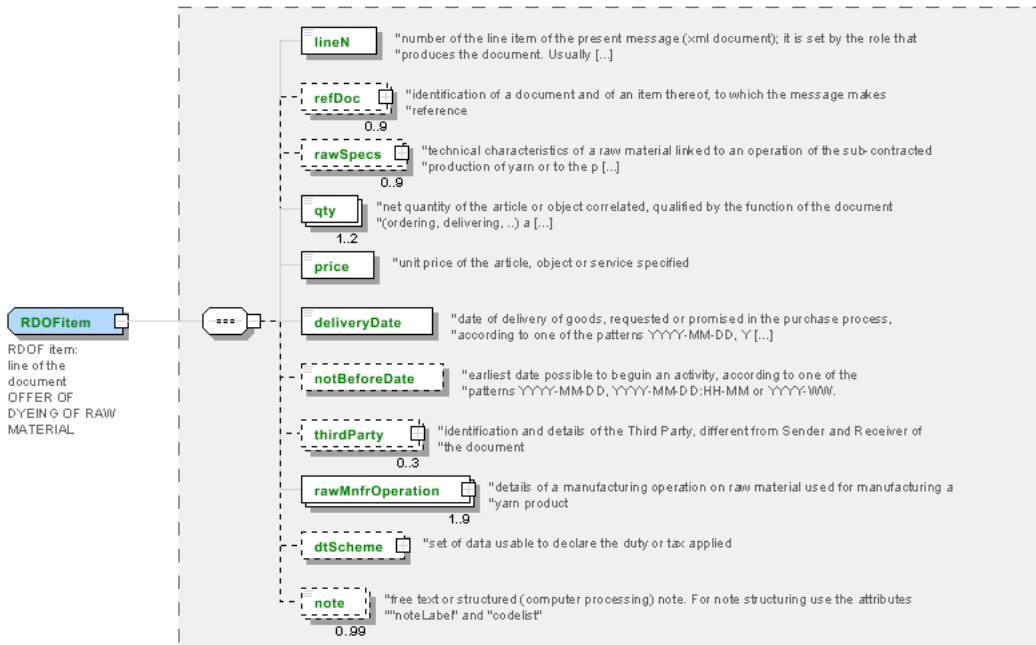 lineN
"number of the line item of the present message (xml document); it is set by the role that
"produces the document. Usually [...]
refDoc
"identification of a document and of an item thereof, to which the message makes
"reference
0..9
rawSpecs
"technical characteristics of a raw material linked to an operation of the sub-contracted
"production of yarn or to the p [...]
0..9
qty
"net quantity of the article or object correlated, qualified by the function of the document
"(ordering, delivering, ..) a [...]
1..2
price
"unit price of the article, object or service specified
RDOFitem
RDOF item:
line of the
document
OFFER OF
DYEING OF RAW
MATERIAL
deliveryDate
"date of delivery of goods, requested or promised in the purchase process,
"according to one of the patterns YYYY-MM-DD, Y [...]
notBeforeDate
"earliest date possible to beguin an activity, according to one of the
"patterns YYYY-MM-DD, YYYY-MM-DD:HH-MM or YYYY-WW.
thirdParty
"identification and details of the Third Party, different from Sender and Receiver of
"the document
0..3
rawMnfrOperation
"details of a manufacturing operation on raw material used for manufacturing a
"yarn product
1..9
dtScheme
"set of data usable to declare the duty or tax applied
note
"free text or structured (computer processing) note. For note structuring use the attributes
""noteLabel" and "codelist"
0..99